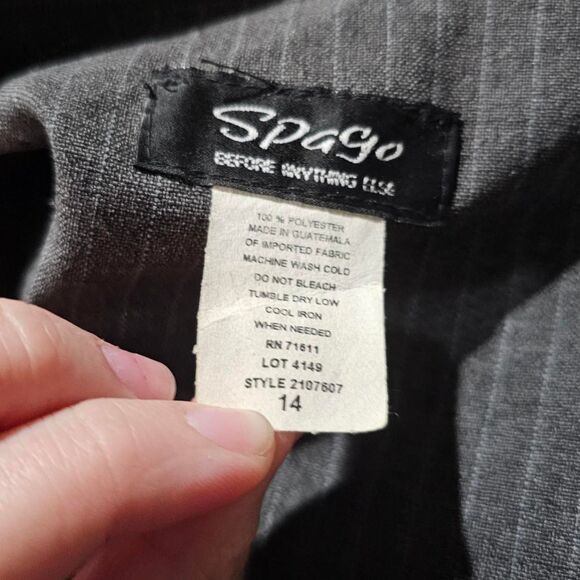 Spago
BEFORE ANYTHING ELSE
100 % POLYESTER
MADE IN GUATEMALA
OF IMPORTED FABRIC
MACHINE WASH COLD
DO NOT BLEACH
TUMBLE DRY LOW
COOL IRON
WHEN NEEDED
RN 71611
LOT 4149
STYLE 2107607
14